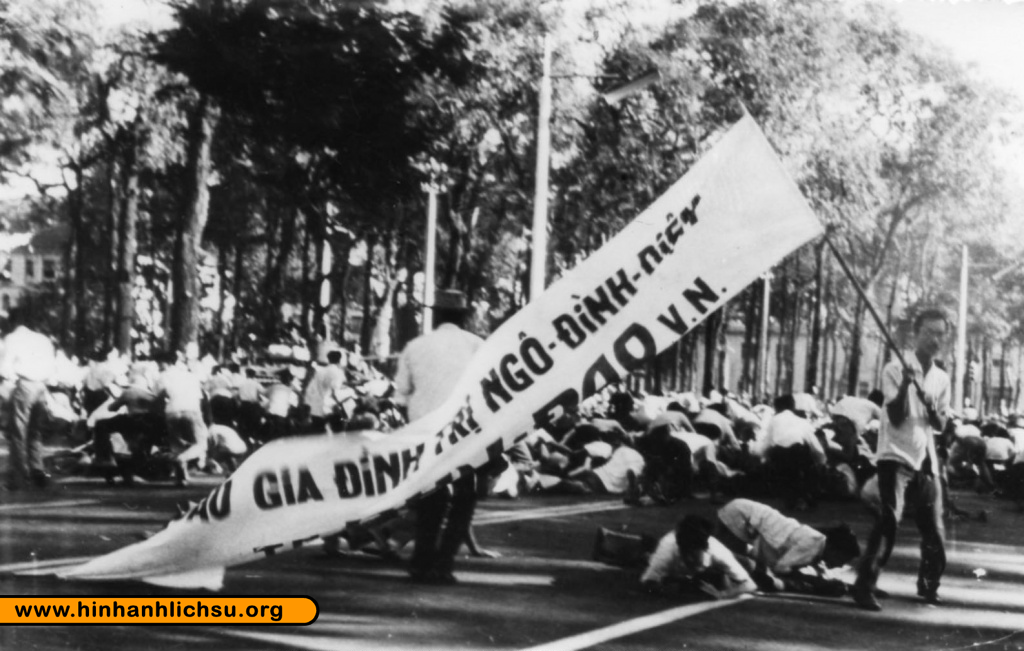 GIA ĐÌNH TRỊ NGÔ-ĐÌNH-DIỆM
V.N.
www.hinhanhlichsu.org